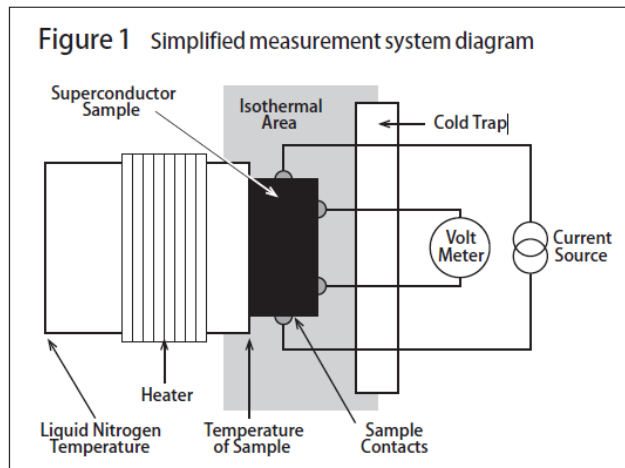 Figure 1 Simplified measurement system diagram
Superconductor
Sample
Isothermal
Area
Cold Trap
Volt
Meter
Current
Source
Heater
Liquid Nitrogen
Temperature
Temperature
of Sample
Sample
Contacts